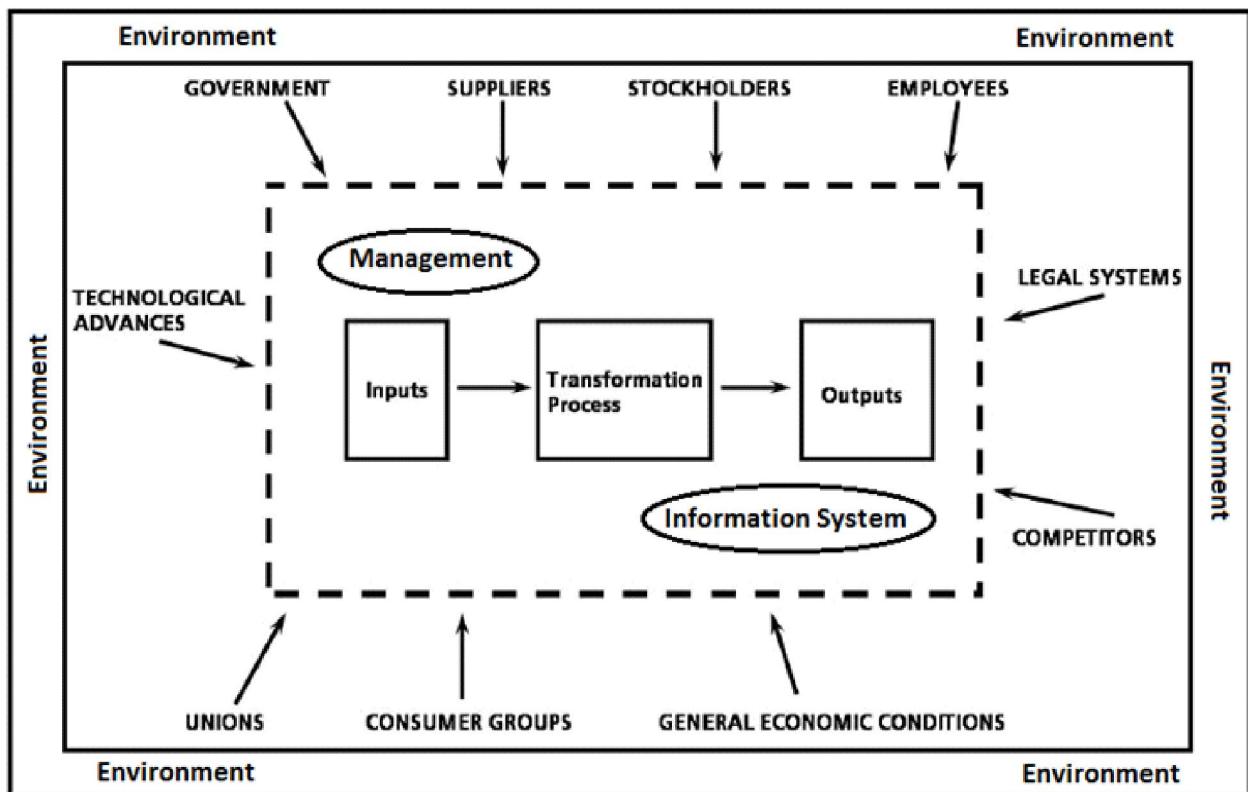 Environment
Environment
GOVERNMENT
SUPPLIERS
STOCKHOLDERS
EMPLOYEES
Management
LEGAL SYSTEMS
TECHNOLOGICAL
ADVANCES
Environment
Inputs
Transformation
Process
Outputs
Environment
Information System
COMPETITORS
UNIONS
CONSUMER GROUPS
GENERAL ECONOMIC CONDITIONS
Environment
Environment